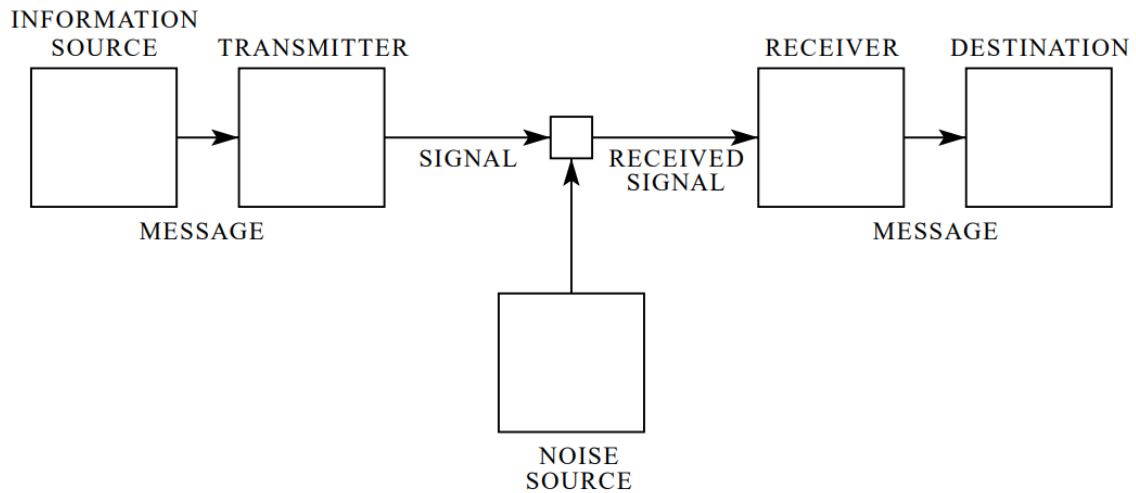 INFORMATION
SOURCE
TRANSMITTER
RECEIVER
DESTINATION
SIGNAL
RECEIVED
SIGNAL
MESSAGE
MESSAGE
NOISE
SOURCE